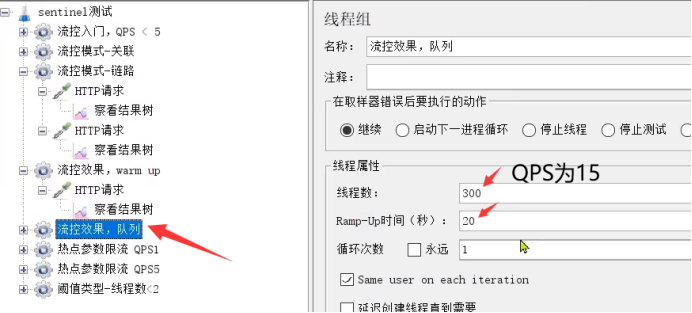 sentinel测试
流控入门，QPS < 5
流控模式-关联
流控模式-链路
HTTP请求
察看结果树
HTTP请求
察看结果树
流控效果，warm up
HTTP请求
察看结果树
流控效果，队列
热点参数限流 QPS1
热点参数限流 QPS5
阈值类型-线程数<2
线程组
名称： 流控效果，队列
注释：
在取样器错误后要执行的动作
继续 启动下一进程循环 停止线程 停止测试
线程属性
QPS为15
线程数： 300
Ramp-Up时间（秒）： 20
循环次数 永远 1
Same user on each iteration
延迟创建线程直到需要